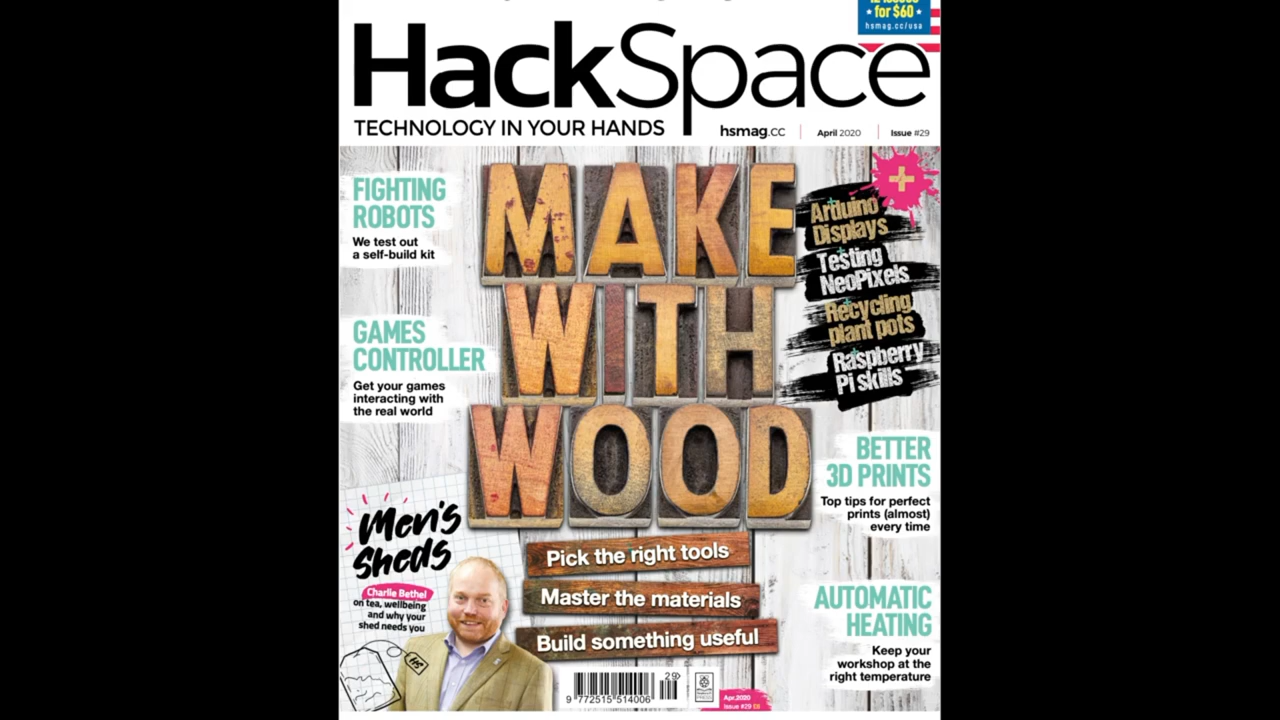 12 ISSUES
for $60
hsmag.cc/usa
HackSpace
TECHNOLOGY IN YOUR HANDS
hsmag.cc
April 2020
Issue #29
FIGHTING
ROBOTS
We test out
a self-build kit
GAMES
CONTROLLER
Get your games
interacting with
the real world
MAKE
WITH
WOOD
+
Arduino
Displays
Testing
NeoPixels
Recycling
plant pots
Raspberry
Pi skills
BETTER
3D PRINTS
Top tips for perfect
prints (almost)
every time
Men's
Sheds
Charlie Bethel
on tea, wellbeing
and why your
shed needs you
HS
Pick the right tools
Master the materials
Build something useful
AUTOMATIC
HEATING
Keep your
workshop at the
right temperature
29
9 772515 514006
Apr.2020
Issue #29 £6